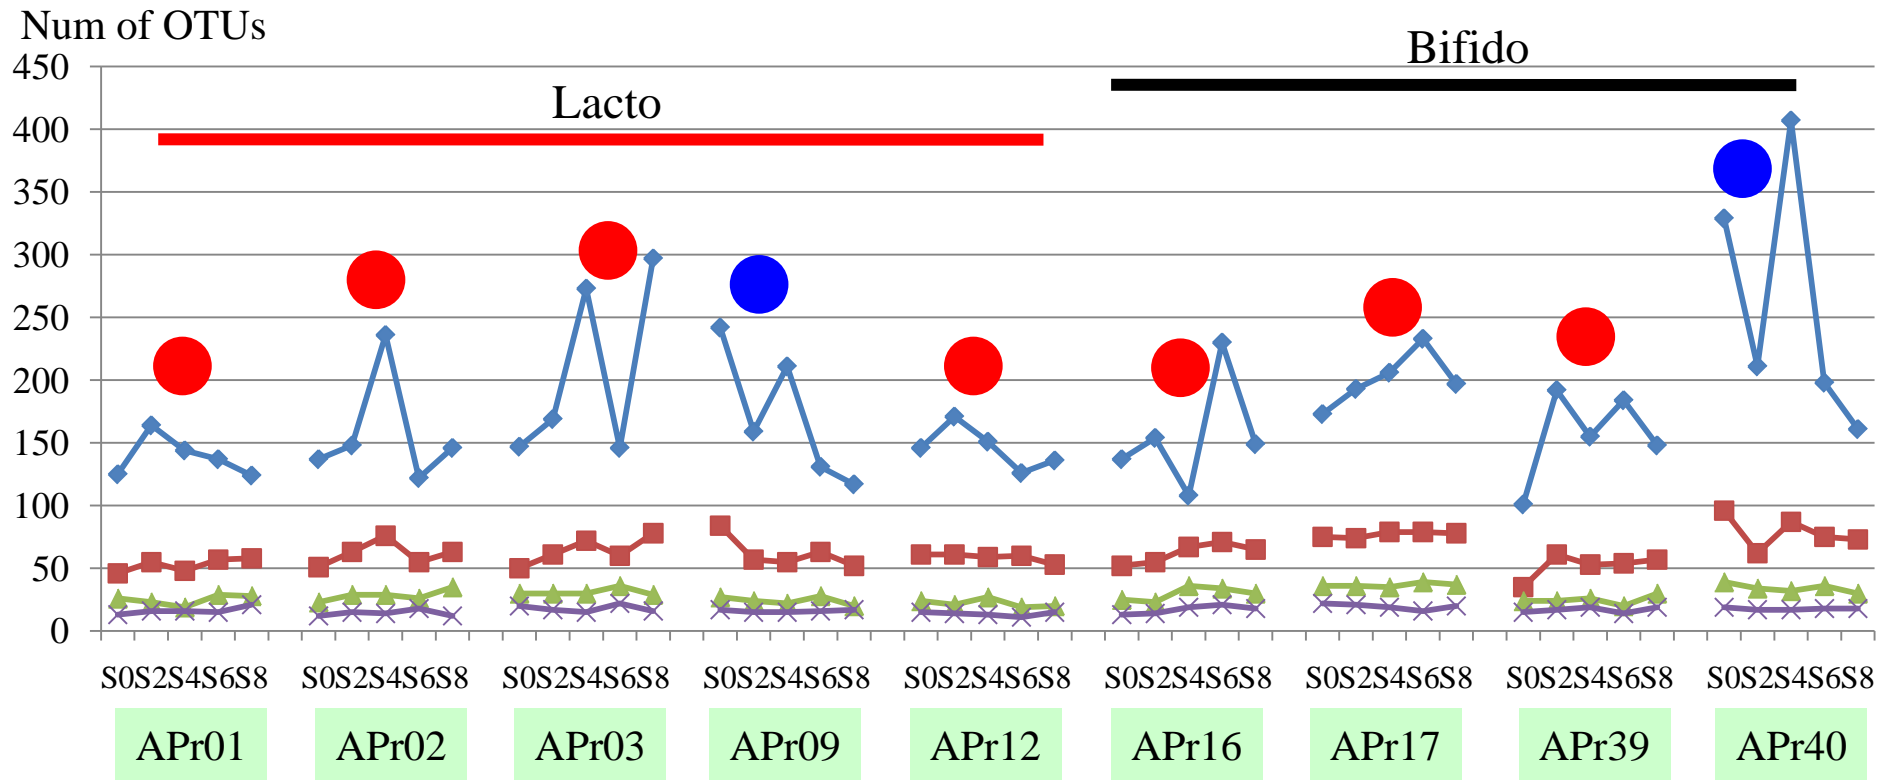 Num of OTUs
Bifido
Lacto
450
400
350
300
250
200
150
100
50
0
S0S2S4S6S8 S0S2S4S6S8 S0S2S4S6S8 S0S2S4S6S8 S0S2S4S6S8 S0S2S4S6S8 S0S2S4S6S8 S0S2S4S6S8 S0S2S4S6S8
APr01 APr02 APr03 APr09 APr12 APr16 APr17 APr39 APr40